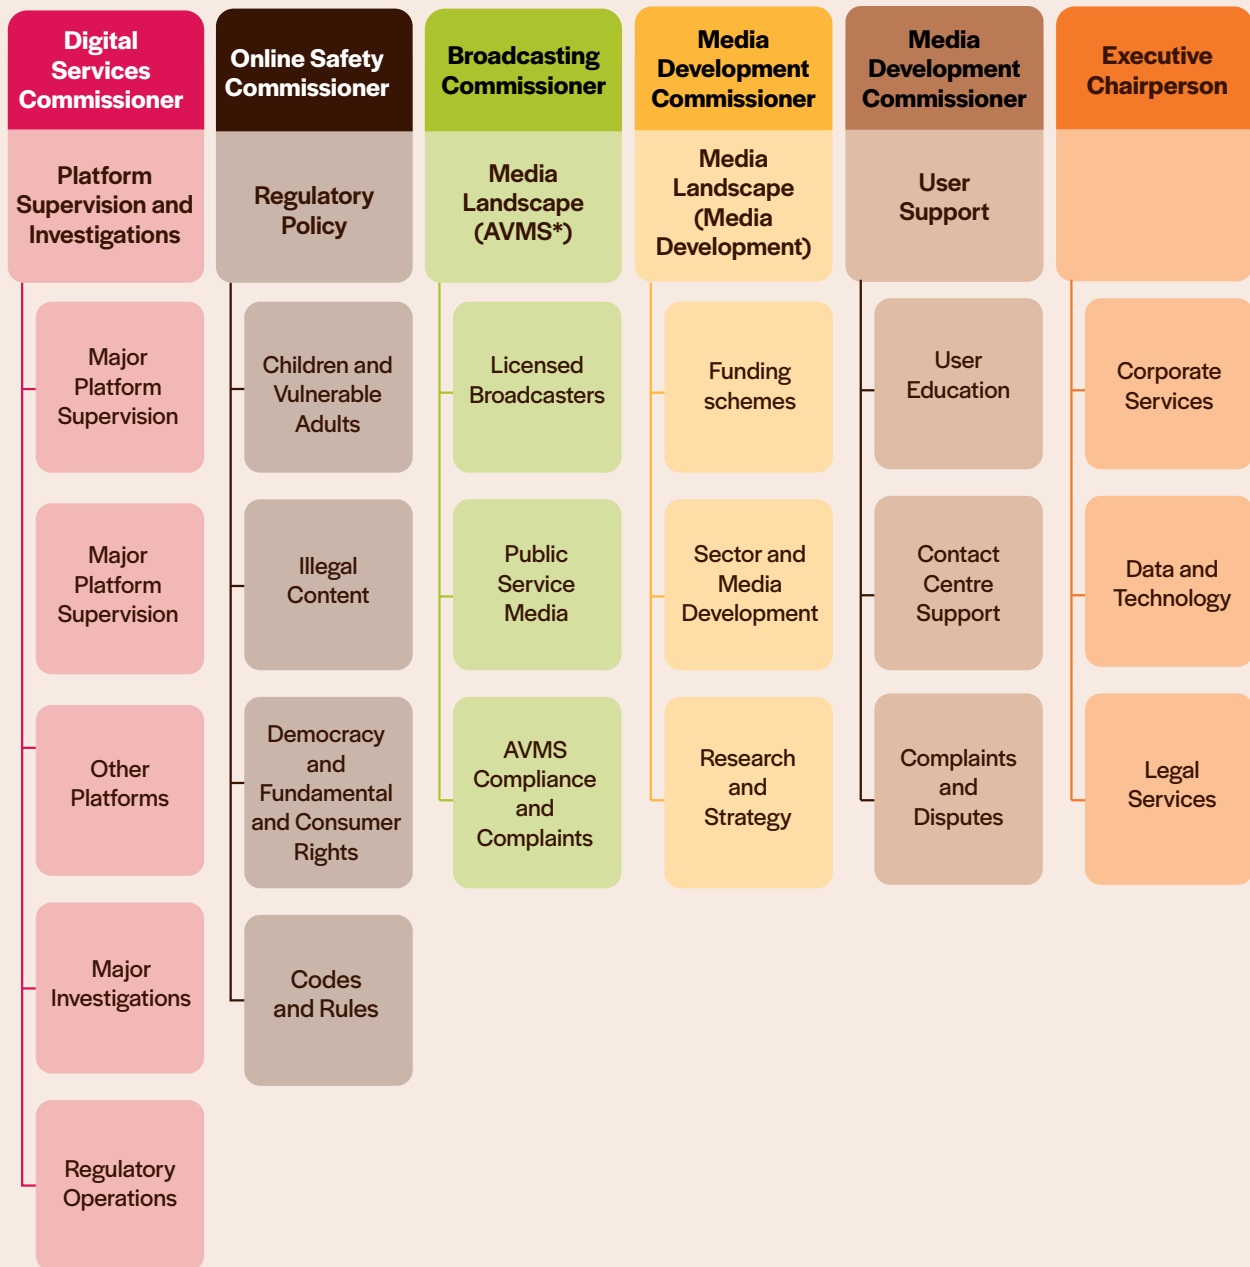 Digital
Services
Commissioner
Platform
Supervision and
Investigations
Major
Platform
Supervision
Major
Platform
Supervision
Other
Platforms
Major
Investigations
Regulatory
Operations
Online Safety
Commissioner
Regulatory
Policy
Children and
Vulnerable
Adults
Illegal
Content
Democracy
and
Fundamental
and Consumer
Rights
Codes
and Rules
Broadcasting
Commissioner
Media
Landscape
(AVMS*)
Licensed
Broadcasters
Public
Service
Media
AVMS
Compliance
and
Complaints
Media
Development
Commissioner
Media
Landscape
(Media
Development)
Funding
schemes
Sector and
Media
Development
Research
and
Strategy
Media
Development
Commissioner
User
Support
User
Education
Contact
Centre
Support
Complaints
and
Disputes
Executive
Chairperson
Corporate
Services
Data and
Technology
Legal
Services